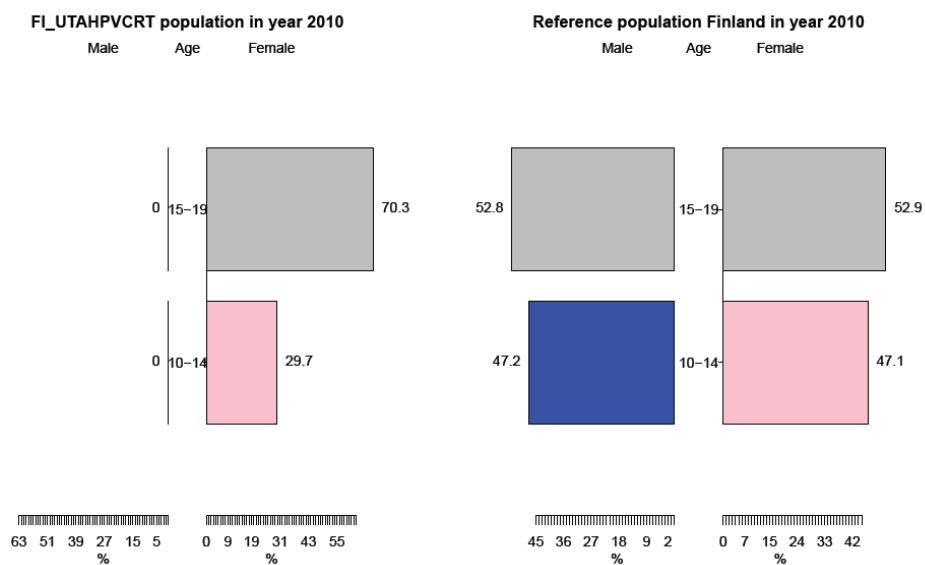 FI_UTAHPVCRT population in year 2010
Male Age Female
0 15–19 70.3
0 10–14 29.7
63 51 39 27 15 5 0 9 19 31 43 55
% %
Reference population Finland in year 2010
Male Age Female
52.8 15–19 52.9
47.2 10–14 47.1
45 36 27 18 9 2 0 7 15 24 33 42
% %